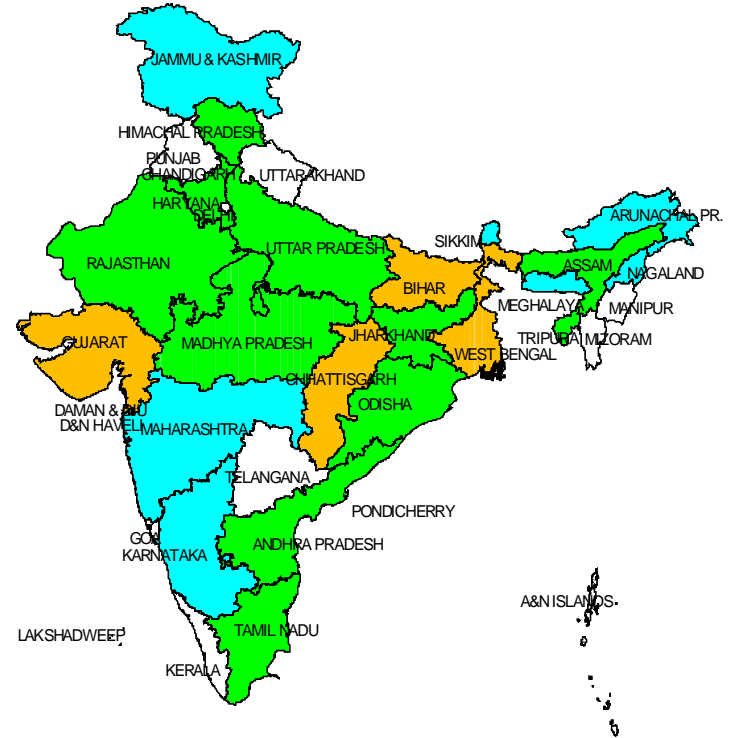 JAMMU & KASHMIR
HIMACHAL PRADESH
PUNJAB
CHANDIGARH
UTTARAKHAND
HARYANA
DELHI
ARUNACHAL PR.
SIKKIM
UTTAR PRADESH
RAJASTHAN
ASSAM
NAGALAND
BIHAR
MEGHALAYA
MANIPUR
JHARKHAND
TRIPURA
MIZORAM
GUJARAT
MADHYA PRADESH
WEST BENGAL
CHHATTISGARH
ODISHA
DAMAN & DIU
D&N HAVELI
MAHARASHTRA
TELANGANA
PONDICHERRY
GOA
ANDHRA PRADESH
KARNATAKA
A&N ISLANDS
LAKSHADWEEP
TAMIL NADU
KERALA